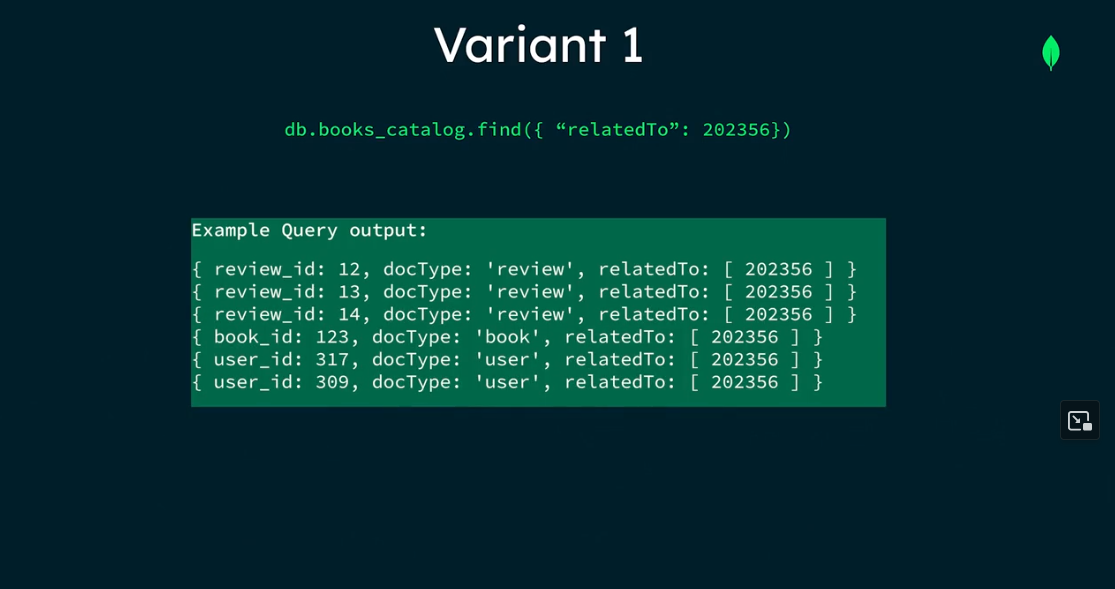 Variant 1
db.books_catalog.find({ “relatedTo”: 202356})
Example Query output:
{ review_id: 12, docType: 'review', relatedTo: [ 202356 ] }
{ review_id: 13, docType: 'review', relatedTo: [ 202356 ] }
{ review_id: 14, docType: 'review', relatedTo: [ 202356 ] }
{ book_id: 123, docType: 'book', relatedTo: [ 202356 ] }
{ user_id: 317, docType: 'user', relatedTo: [ 202356 ] }
{ user_id: 309, docType: 'user', relatedTo: [ 202356 ] }